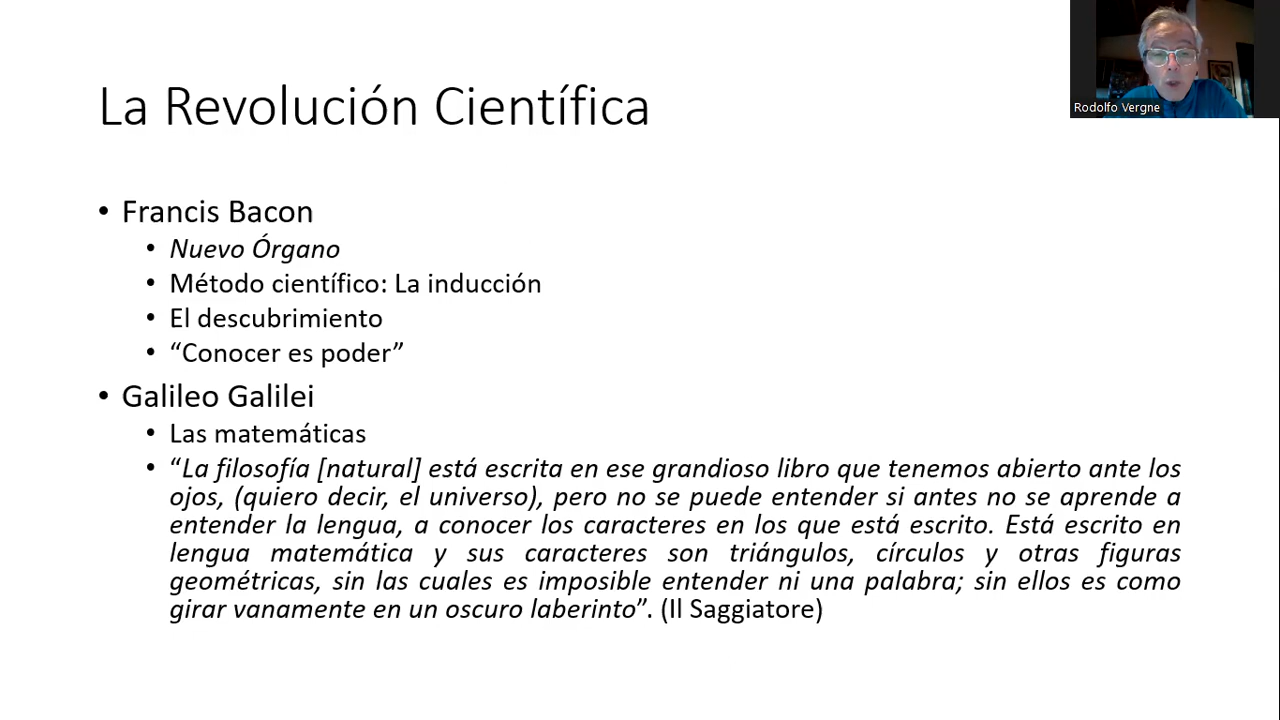 La Revolución Científica
Rodolfo Vergne
• Francis Bacon
• Nuevo Órgano
• Método científico: La inducción
• El descubrimiento
• “Conocer es poder”
• Galileo Galilei
• Las matemáticas
• “La filosofía [natural] está escrita en ese grandioso libro que tenemos abierto ante los
ojos, (quiero decir, el universo), pero no se puede entender si antes no se aprende a
entender la lengua, a conocer los caracteres en los que está escrito. Está escrito en
lengua matemática y sus caracteres son triángulos, círculos y otras figuras
geométricas, sin las cuales es imposible entender ni una palabra; sin ellos es como
girar vanamente en un oscuro laberinto”. (Il Saggiatore)